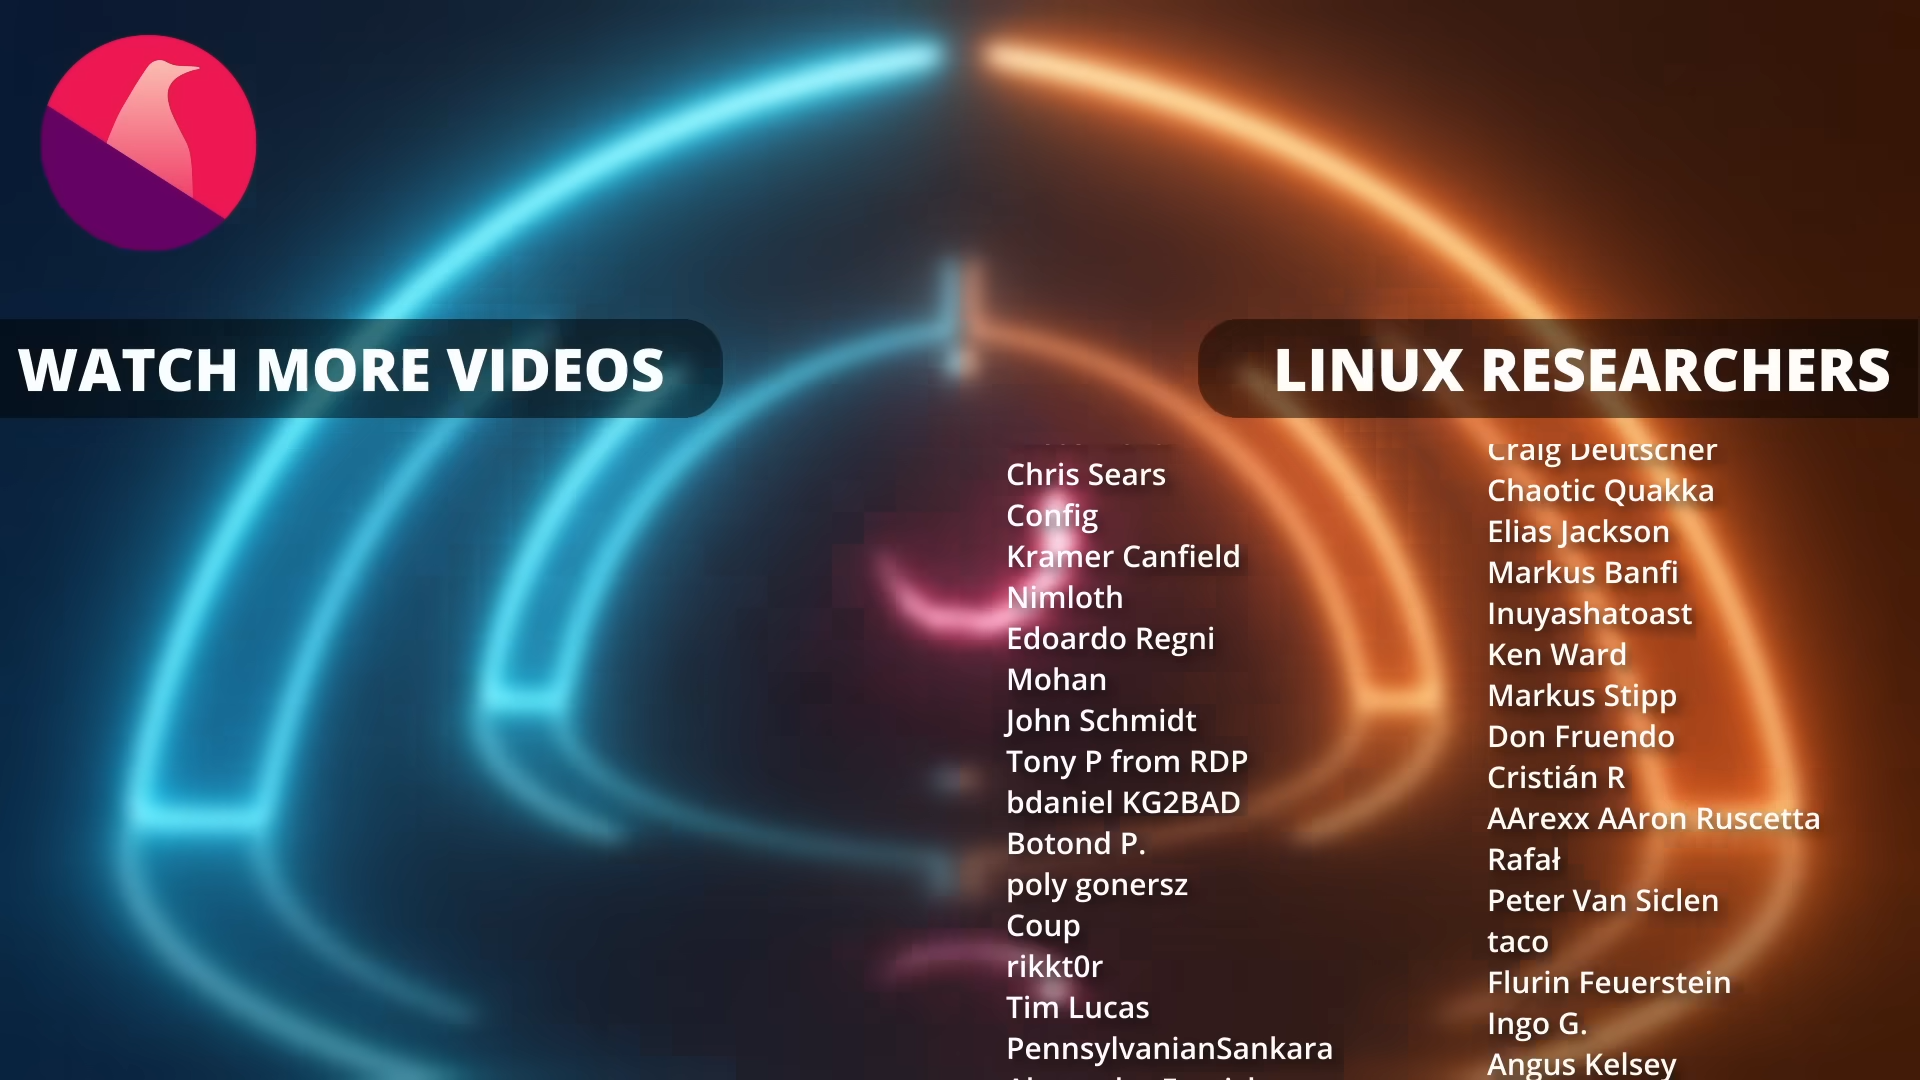 WATCH MORE VIDEOS
LINUX RESEARCHERS
Chris Sears
Config
Kramer Canfield
Nimloth
Edoardo Regni
Mohan
John Schmidt
Tony P from RDP
bdaniel KG2BAD
Botond P.
poly gonersz
Coup
rikkt0r
Tim Lucas
PennsylvanianSankara
Craig Deutscher
Chaotic Quakka
Elias Jackson
Markus Banfi
Inuyashatoast
Ken Ward
Markus Stipp
Don Fruendo
Cristián R
AArexx AAron Ruscetta
Rafał
Peter Van Siclen
taco
Flurin Feuerstein
Ingo G.
Angus Kelsey